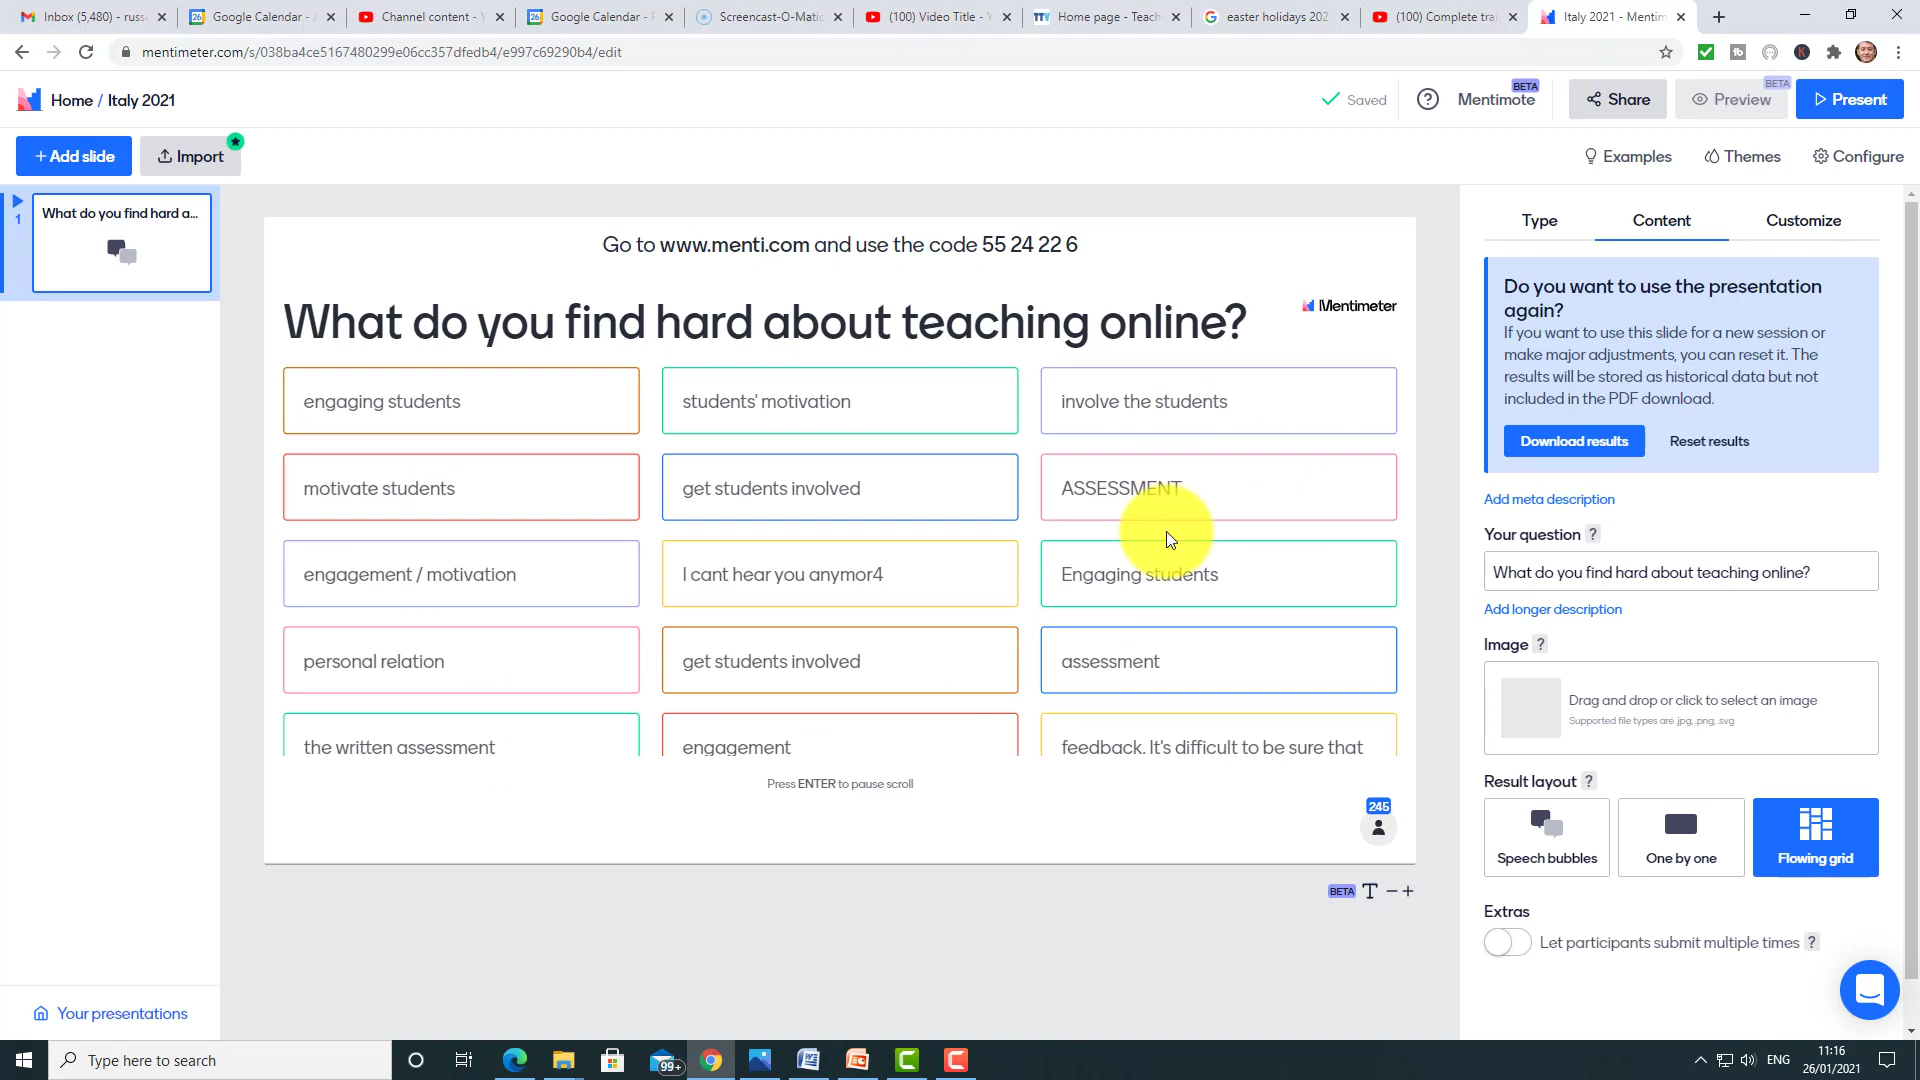 Inbox (5,480) - russ
Google Calendar - J
Channel content - Y
Google Calendar - F
Screencast-O-Matic
(100) Video Title - Y
Home page - Teach
easter holidays 202
(100) Complete trai
Italy 2021 - Mentim
mentimeter.com/s/038ba4ce5167480299e06cc357dfedb4/e997c69290b4/edit
Home / Italy 2021
Saved
Mentimote
BETA
Share
Preview
BETA
Present
+ Add slide
Import
Examples
Themes
Configure
1
What do you find hard a...
Go to www.menti.com and use the code 55 24 22 6
What do you find hard about teaching online?
Mentimeter
engaging students
students' motivation
involve the students
motivate students
get students involved
ASSESSMENT
engagement / motivation
I cant hear you anymor4
Engaging students
personal relation
get students involved
assessment
the written assessment
engagement
feedback. It's difficult to be sure that
Press ENTER to pause scroll
245
BETA T − +
Type
Content
Customize
Do you want to use the presentation
again?
If you want to use this slide for a new session or
make major adjustments, you can reset it. The
results will be stored as historical data but not
included in the PDF download.
Download results
Reset results
Add meta description
Your question ?
What do you find hard about teaching online?
Add longer description
Image ?
Drag and drop or click to select an image
Supported file types are .jpg, .png, .svg
Result layout ?
Speech bubbles
One by one
Flowing grid
Extras
Let participants submit multiple times ?
Your presentations
Type here to search
99+
ENG
11:16
26/01/2021